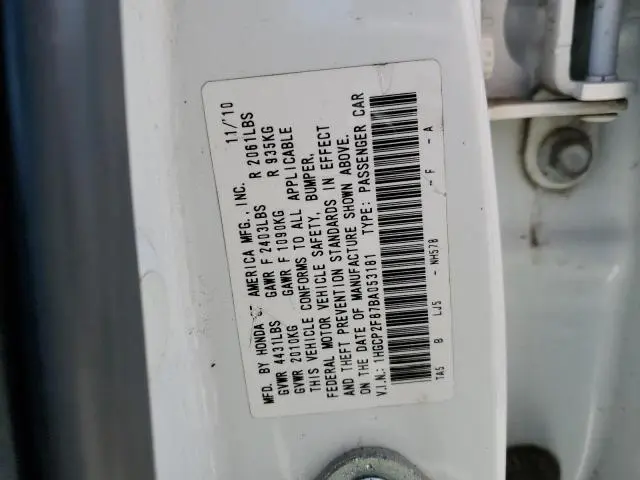 MFD. BY HONDA OF AMERICA MFG., INC. 11/'10
GVWR 4431LBS GAWR F 2403LBS R 2061LBS
GVWR 2010KG GAWR F 1090KG R 935KG
THIS VEHICLE CONFORMS TO ALL APPLICABLE
FEDERAL MOTOR VEHICLE SAFETY, BUMPER,
AND THEFT PREVENTION STANDARDS IN EFFECT
ON THE DATE OF MANUFACTURE SHOWN ABOVE.
V.I.N.: 1HGCP2F87BA053181 TYPE: PASSENGER CAR
TA5 B LJ5 - NH578 - F - A